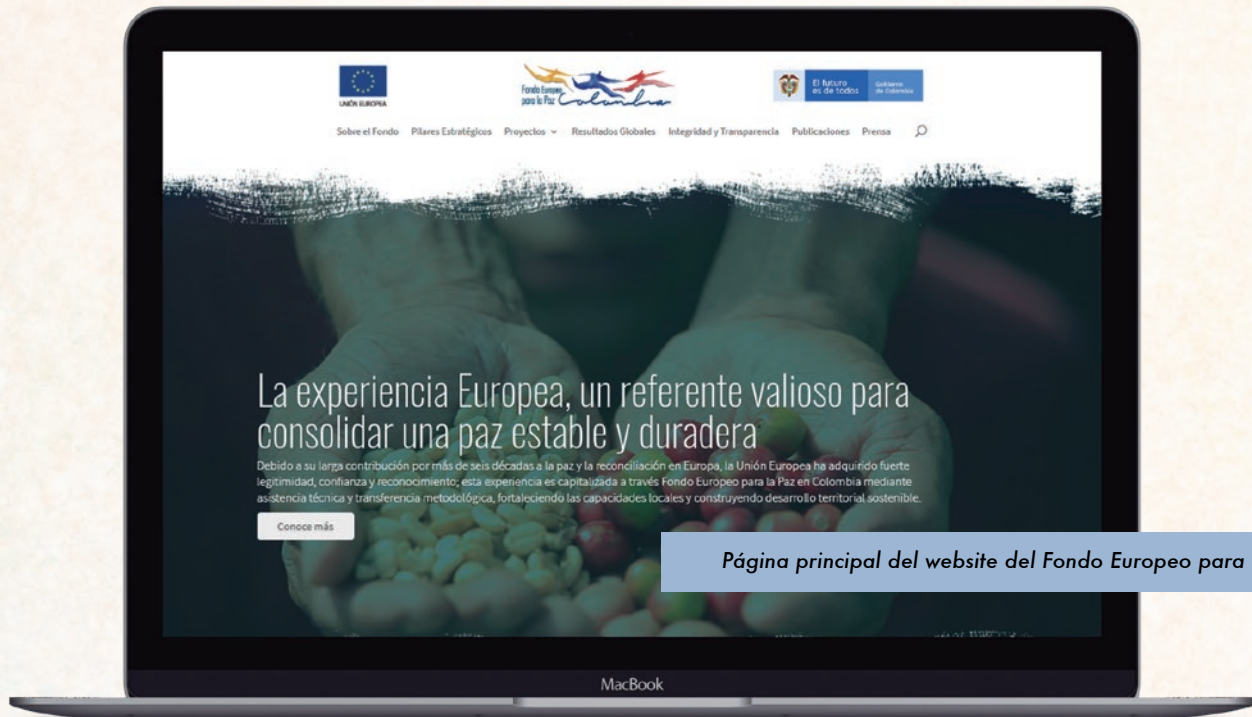 UNIÓN EUROPEA
Fondo Europeo
para la Paz Colombia
El futuro
es de todos
Gobierno
de Colombia
Sobre el Fondo Pilares Estratégicos Proyectos Resultados Globales Integridad y Transparencia Publicaciones Prensa
La experiencia Europea, un referente valioso para
consolidar una paz estable y duradera
Debido a su larga contribución por más de seis décadas a la paz y la reconciliación en Europa, la Unión Europea ha adquirido fuerte
legitimidad, confianza y reconocimiento; esta experiencia es capitalizada a través Fondo Europeo para la Paz en Colombia mediante
asistencia técnica y transferencia metodológica, fortaleciendo las capacidades locales y construyendo desarrollo territorial sostenible.
Conoce más
Página principal del website del Fondo Europeo para
MacBook